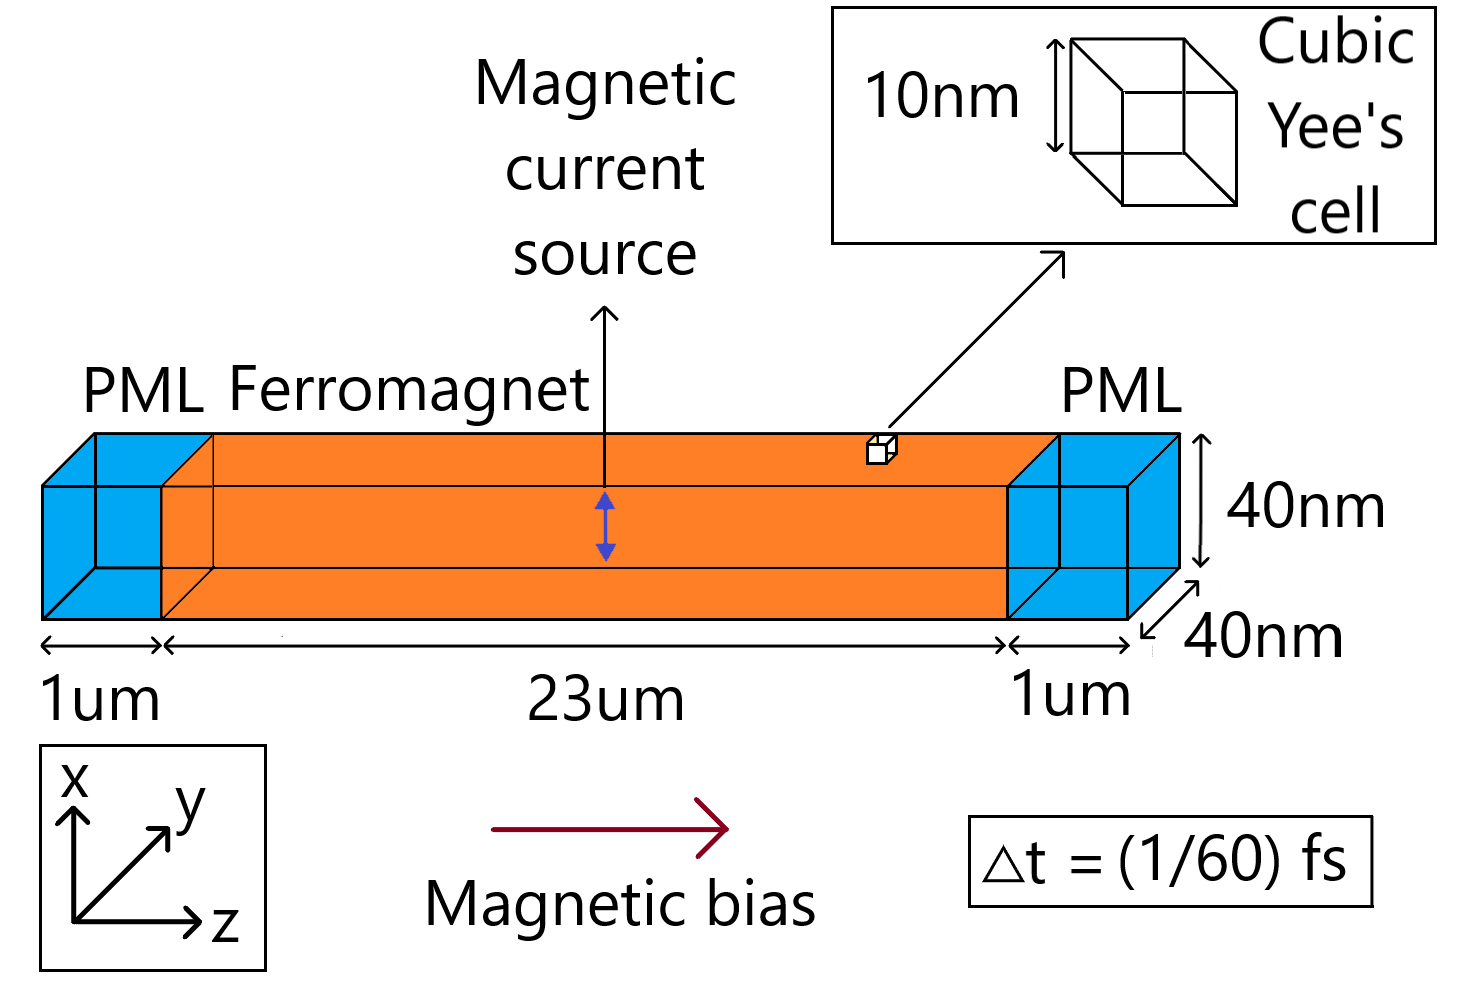 Magnetic
current
source
10nm
Cubic
Yee's
cell
PML
Ferromagnet
PML
40nm
40nm
1um
23um
1um
x
y
z
Magnetic bias
△t = (1/60) fs